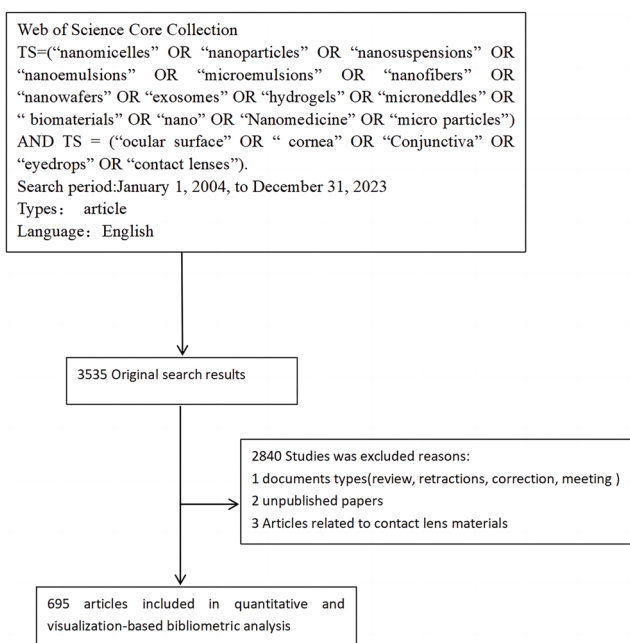 Web of Science Core Collection
TS=(“nanomicelles” OR “nanoparticles” OR “nanosuspensions” OR
“nanoemulsions” OR “microemulsions” OR “nanofibers” OR
“nanowafers” OR “exosomes” OR “hydrogels” OR “microneddles” OR
“ biomaterials” OR “nano” OR “Nanomedicine” OR “micro particles”)
AND TS = (“ocular surface” OR “ cornea” OR “Conjunctiva” OR
“eyedrops” OR “contact lenses”).
Search period:January 1, 2004, to December 31, 2023
Types： article
Language：English
3535 Original search results
2840 Studies was excluded reasons:
1 documents types(review, retractions, correction, meeting )
2 unpublished papers
3 Articles related to contact lens materials
695 articles included in quantitative and
visualization-based bibliometric analysis